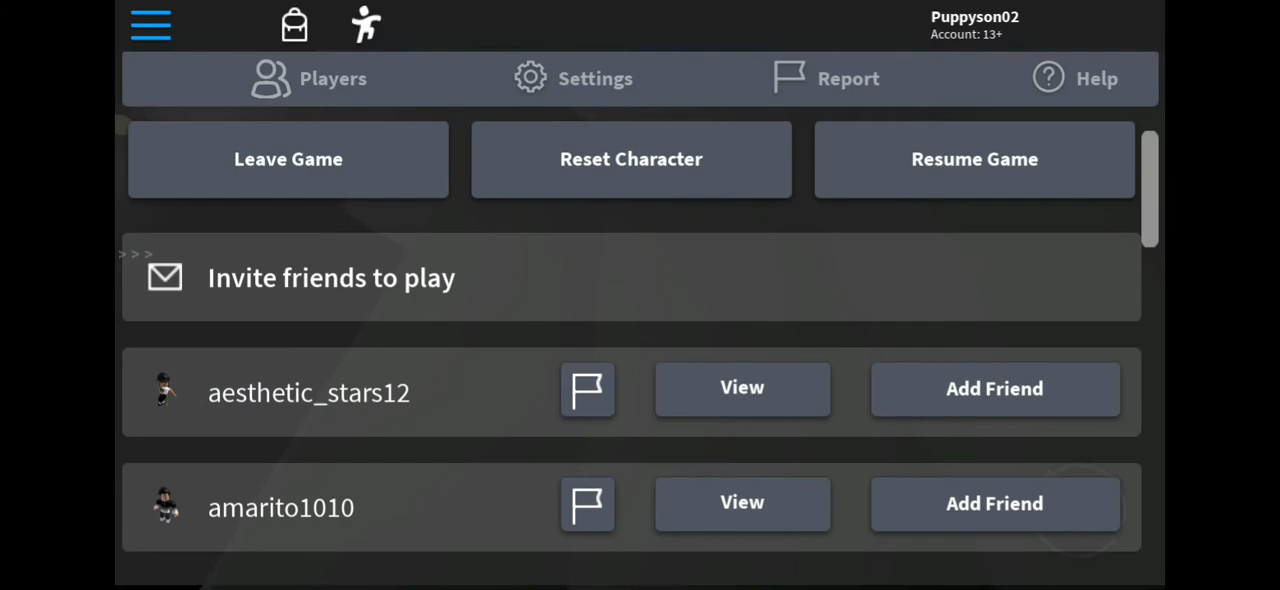 Puppyson02
Account: 13+
Players Settings Report Help
Leave Game Reset Character Resume Game
> > >
Invite friends to play
aesthetic_stars12 View Add Friend
amarito1010 View Add Friend